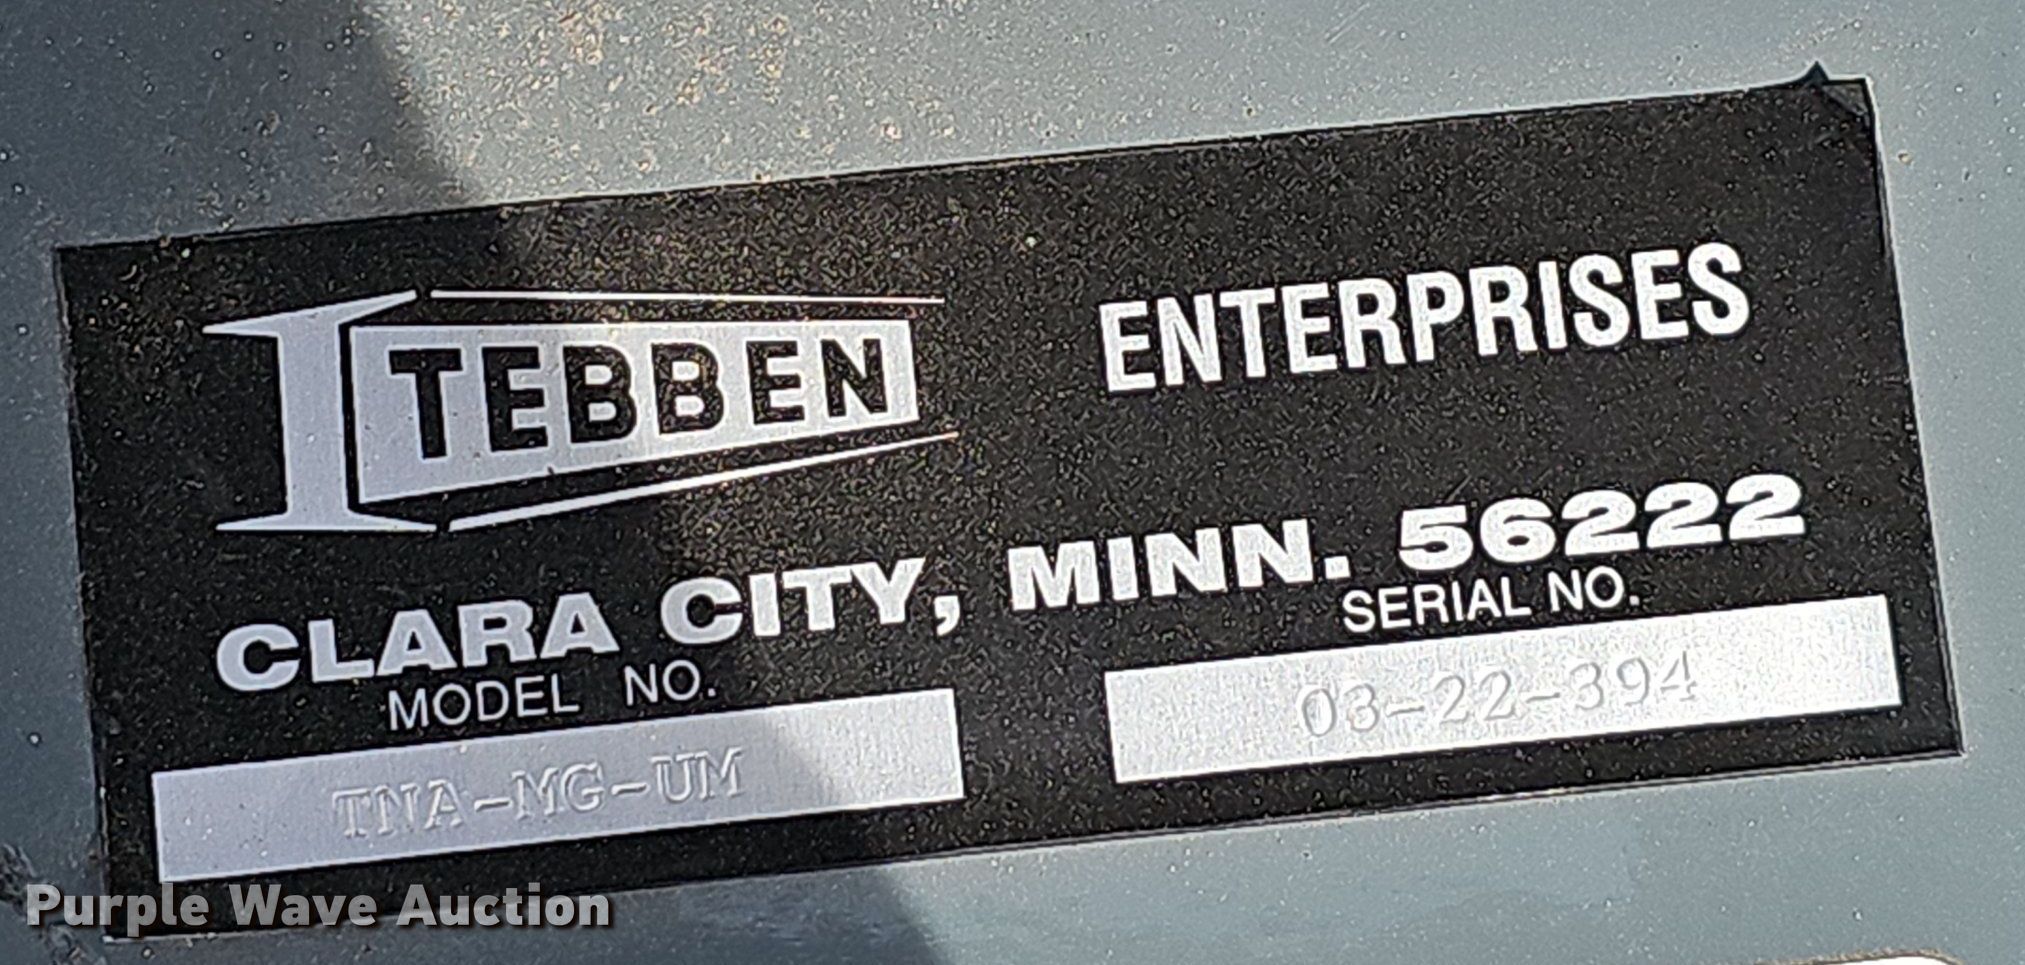 TEBBEN ENTERPRISES
CLARA CITY, MINN. 56222
MODEL NO. SERIAL NO.
TNA-MG-UM 03-22-394
Purple Wave Auction